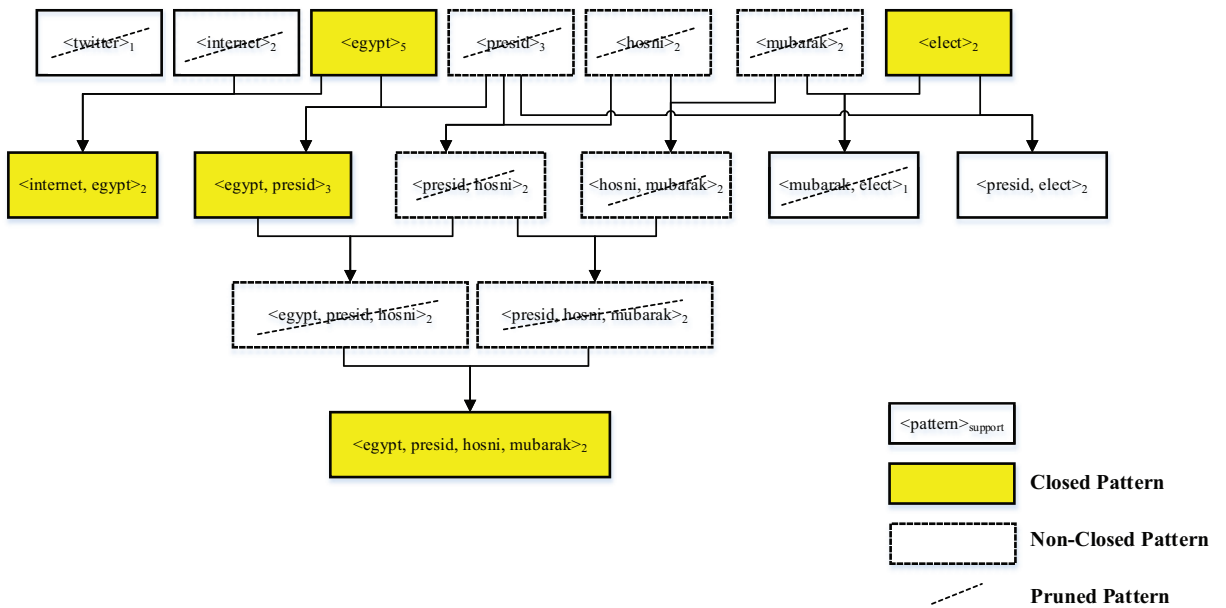 <twitter>1
<internet>2
<egypt>5
<presid>3
<hosni>2
<mubarak>2
<elect>2
<internet, egypt>2
<egypt, presid>3
<presid, hosni>2
<hosni, mubarak>2
<mubarak, elect>1
<presid, elect>2
<egypt, presid, hosni>2
<presid, hosni, mubarak>2
<egypt, presid, hosni, mubarak>2
<pattern>support
Closed Pattern
Non-Closed Pattern
Pruned Pattern